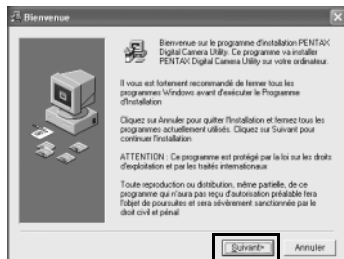 Bienvenue
Bienvenue sur le programme d'installation PENTAX
Digital Camera Utility. Ce programme va installer
PENTAX Digital Camera Utility sur votre ordinateur.
Il vous est fortement recommandé de fermer tous les
programmes Windows avant d'exécuter le Programme
d'Installation
Cliquez sur Annuler pour quitter l'Installation et fermez tous les
programmes actuellement utilisés. Cliquez sur Suivant pour
continuer l'installation
ATTENTION : Ce programme est protégé par la loi sur les droits
d'exploitation et par les traités internationaux
Toute reproduction ou distribution, même partielle, de ce
programme qui n'aura pas reçu d'autorisation préalable fera
l'objet de poursuites et sera sévèrement sanctionnée par le
droit civil et pénal
Suivant>
Annuler